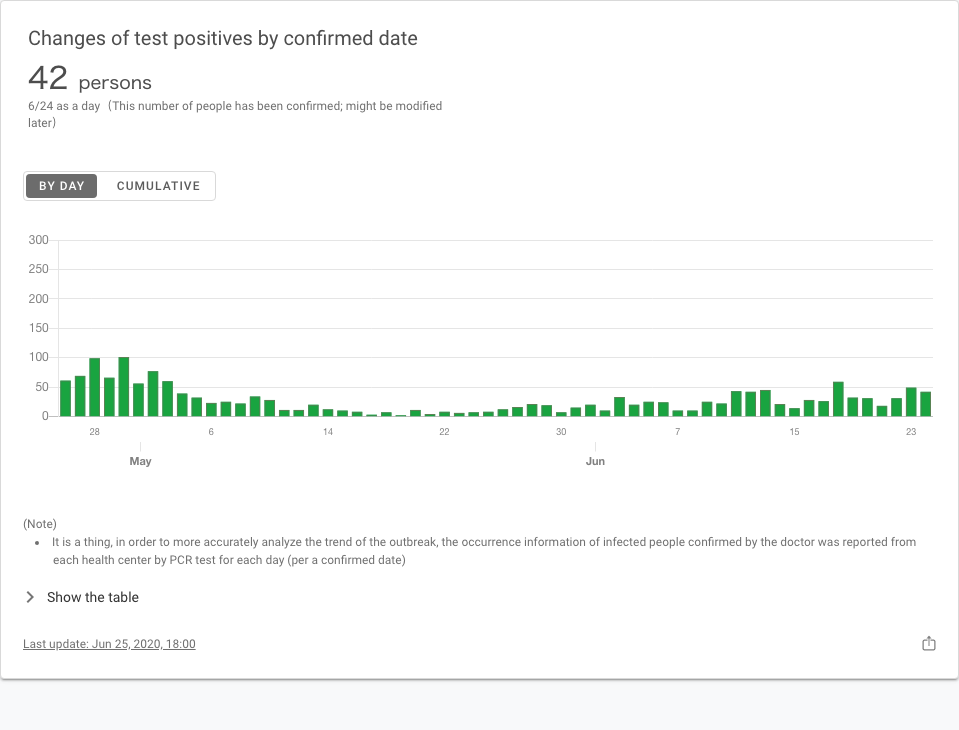 Changes of test positives by confirmed date
42 persons
6/24 as a day（This number of people has been confirmed; might be modified
later）
BY DAY CUMULATIVE
300
250
200
150
100
50
0
28 6 14 22 30 7 15 23
May Jun
(Note)
• It is a thing, in order to more accurately analyze the trend of the outbreak, the occurrence information of infected people confirmed by the doctor was reported from
each health center by PCR test for each day (per a confirmed date)
Show the table
Last update: Jun 25, 2020, 18:00